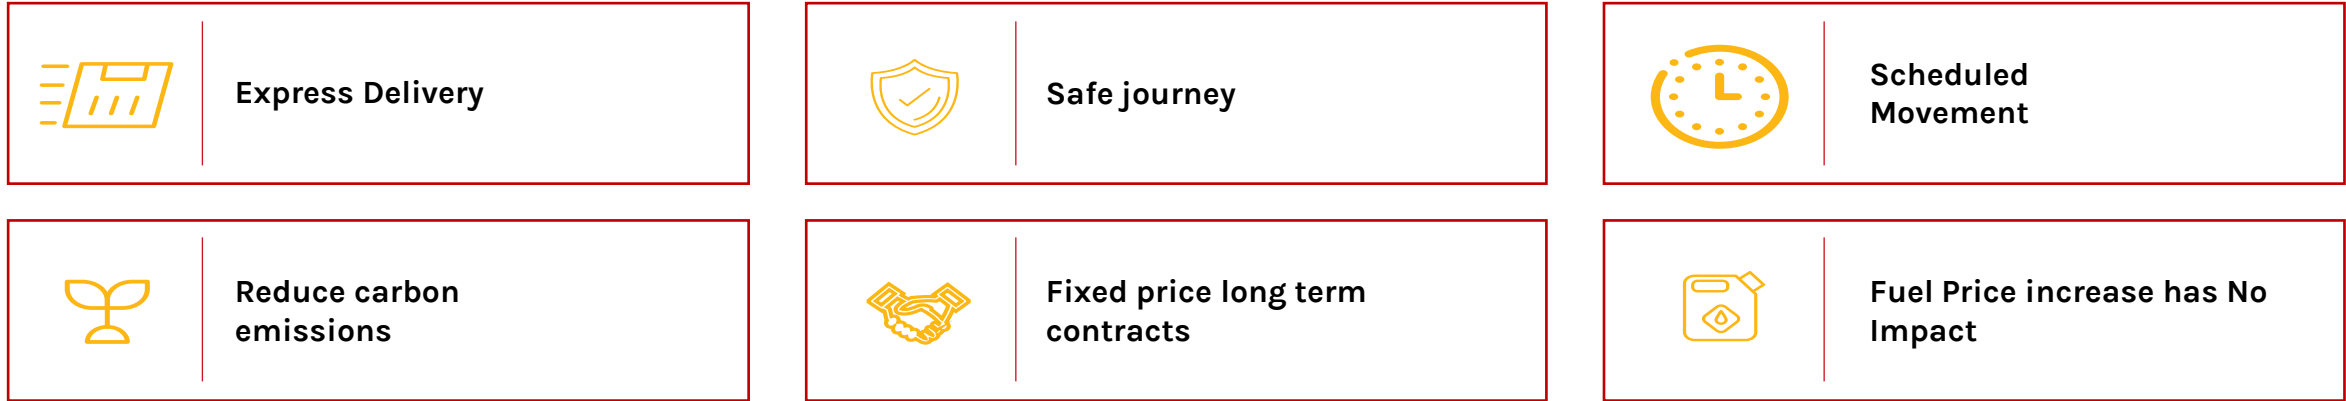 Express Delivery
Safe journey
Scheduled
Movement
Reduce carbon
emissions
Fixed price long term
contracts
Fuel Price increase has No
Impact